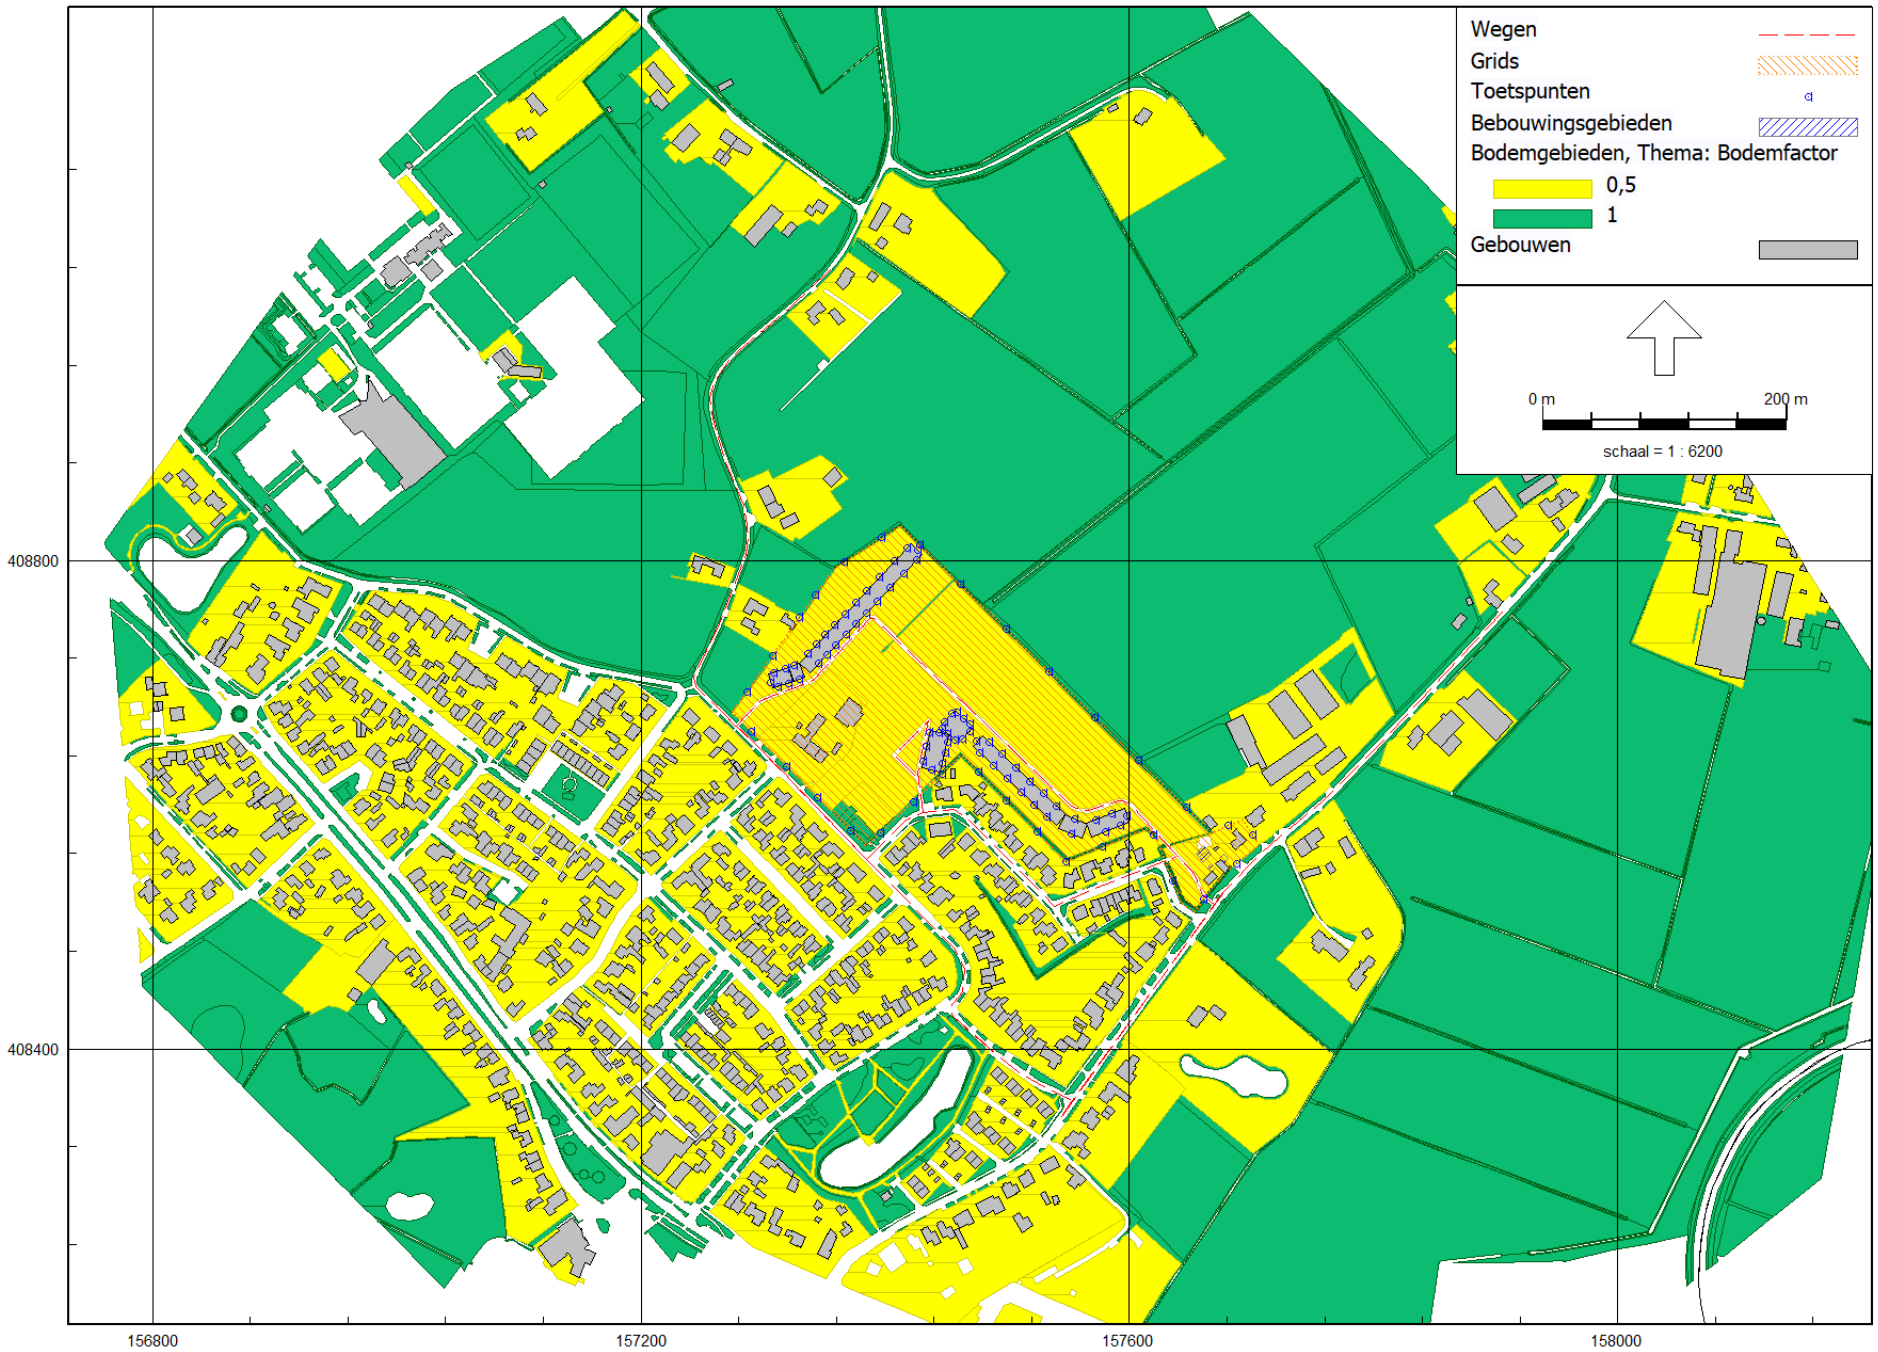 Wegen
Grids
Toetspunten
Bebouwingsgebieden
Bodemgebieden, Thema: Bodemfactor
0,5
1
Gebouwen
0 m 200 m
schaal = 1 : 6200
408800
408400
156800 157200 157600 158000